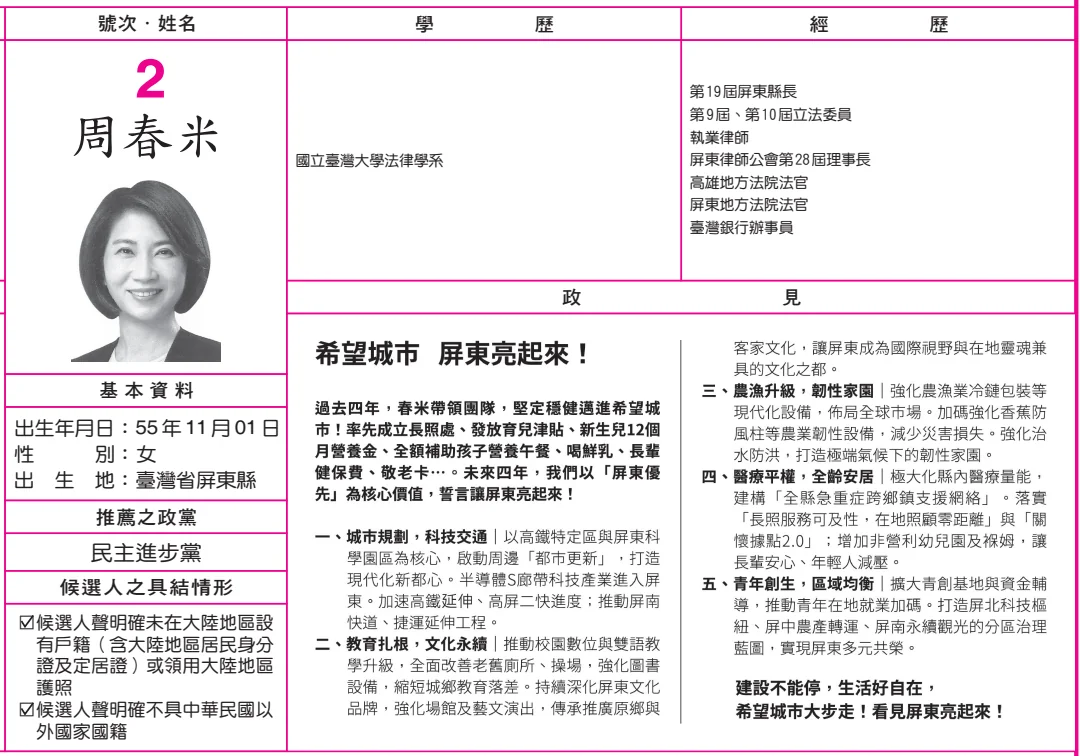 號次．姓名
2
周春米
基本資料
出生年月日：55年11月01日
性別：女
出生地：臺灣省屏東縣
推薦之政黨
民主進步黨
候選人之具結情形
☑候選人聲明確未在大陸地區設
有戶籍（含大陸地區居民身分
證及定居證）或領用大陸地區
護照
☑候選人聲明確不具中華民國以
外國家國籍
學歷
國立臺灣大學法律學系
經歷
第19屆屏東縣長
第9屆、第10屆立法委員
執業律師
屏東律師公會第28屆理事長
高雄地方法院法官
屏東地方法院法官
臺灣銀行辦事員
政見
希望城市 屏東亮起來！
過去四年，春米帶領團隊，堅定穩健邁進希望城
市！率先成立長照處、發放育兒津貼、新生兒12個
月營養金、全額補助孩子營養午餐、喝鮮乳、長輩
健保費、敬老卡…。未來四年，我們以「屏東優
先」為核心價值，誓言讓屏東亮起來！
一、城市規劃，科技交通｜以高鐵特定區與屏東科
學園區為核心，啟動周邊「都市更新」，打造
現代化新都心。半導體S廊帶科技產業進入屏
東。加速高鐵延伸、高屏二快進度；推動屏南
快道、捷運延伸工程。
二、教育扎根，文化永續｜推動校園數位與雙語教
學升級，全面改善老舊廁所、操場，強化圖書
設備，縮短城鄉教育落差。持續深化屏東文化
品牌，強化場館及藝文演出，傳承推廣原鄉與
客家文化，讓屏東成為國際視野與在地靈魂兼
具的文化之都。
三、農漁升級，韌性家園｜強化農漁業冷鏈包裝等
現代化設備，佈局全球市場。加碼強化香蕉防
風柱等農業韌性設備，減少災害損失。強化治
水防洪，打造極端氣候下的韌性家園。
四、醫療平權，全齡安居｜極大化縣內醫療量能，
建構「全縣急重症跨鄉鎮支援網絡」。落實
「長照服務可及性，在地照顧零距離」與「關
懷據點2.0」；增加非營利幼兒園及褓姆，讓
長輩安心、年輕人減壓。
五、青年創生，區域均衡｜擴大青創基地與資金輔
導，推動青年在地就業加碼。打造屏北科技樞
紐、屏中農產轉運、屏南永續觀光的分區治理
藍圖，實現屏東多元共榮。
建設不能停，生活好自在，
希望城市大步走！看見屏東亮起來！